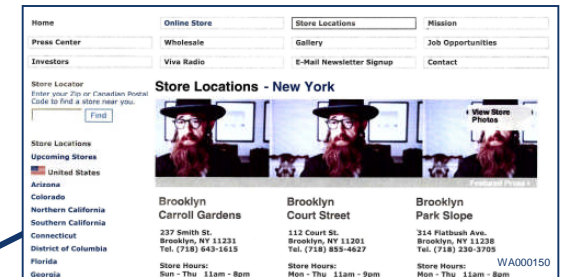 Home
Online Store
Store Locations
Mission
Press Center
Wholesale
Gallery
Job Opportunities
Investors
Viva Radio
E-Mail Newsletter Signup
Contact
Store Locator
Enter your Zip or Canadian Postal
Code to find a store near you.
Find
Store Locations
Upcoming Stores
United States
Arizona
Colorado
Northern California
Southern California
Connecticut
District of Columbia
Florida
Georgia
Store Locations - New York
View Store
Photos
Featured Press
Brooklyn
Carroll Gardens
237 Smith St.
Brooklyn, NY 11231
Tel. (718) 643-1615
Store Hours:
Sun - Thu 11am - 8pm
Brooklyn
Court Street
112 Court St.
Brooklyn, NY 11201
Tel. (718) 855-4627
Store Hours:
Mon - Thu 11am - 9pm
Brooklyn
Park Slope
314 Flatbush Ave.
Brooklyn, NY 11238
Tel. (718) 230-3705
Store Hours:
Mon - Thu 11am - 8pm
WA000150